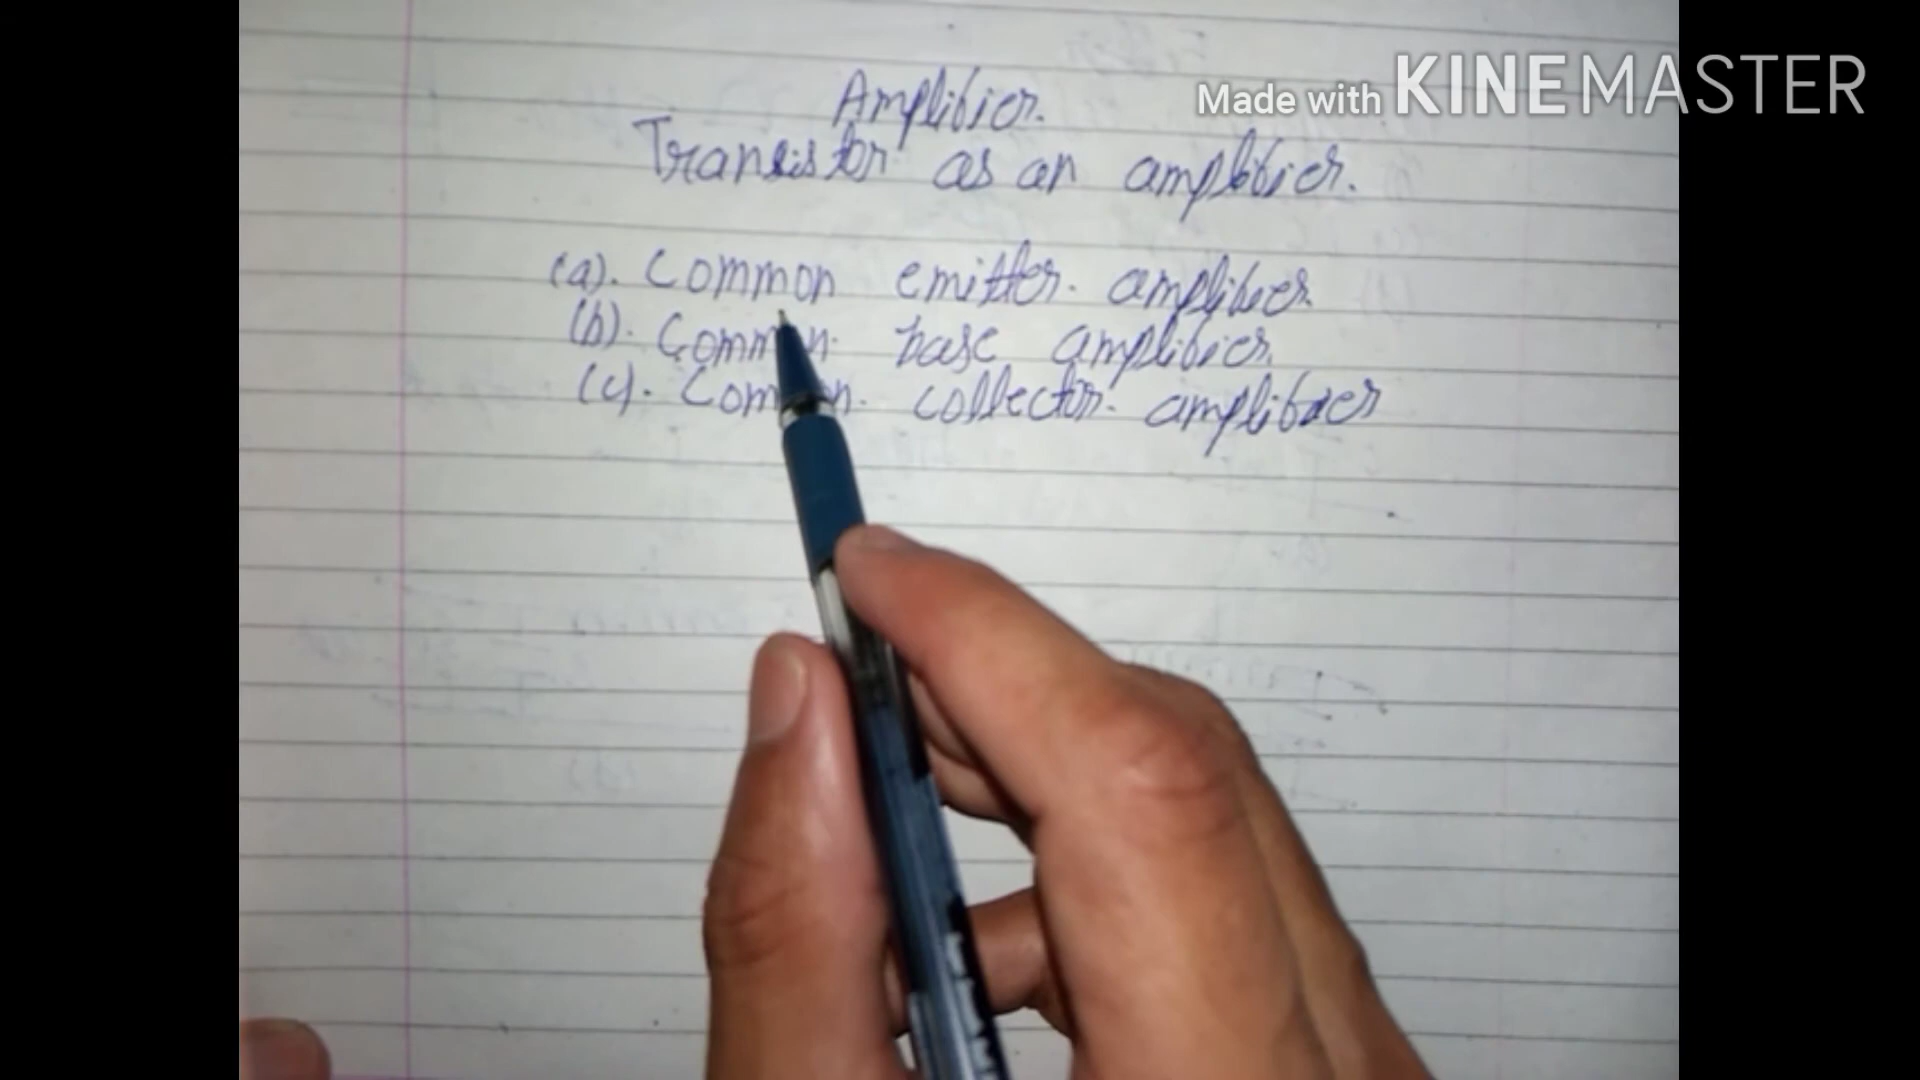 Amplifier.
Made with KINEMASTER
Transistor as an amplifier.
(a). Common emitter. amplifier.
(b). Common. base amplifier.
(c). Common. collector. amplifier